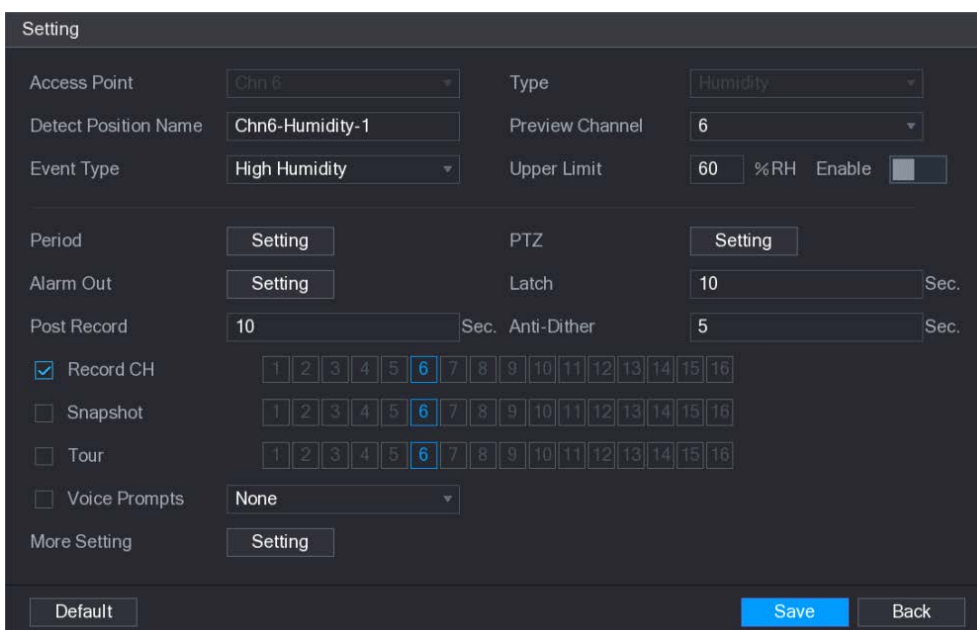 Setting
Access Point Chn 6 Type Humidity
Detect Position Name Chn6-Humidity-1 Preview Channel 6
Event Type High Humidity Upper Limit 60 %RH Enable
Period Setting PTZ Setting
Alarm Out Setting Latch 10 Sec.
Post Record 10 Sec. Anti-Dither 5 Sec.
Record CH 1 2 3 4 5 6 7 8 9 10 11 12 13 14 15 16
Snapshot 1 2 3 4 5 6 7 8 9 10 11 12 13 14 15 16
Tour 1 2 3 4 5 6 7 8 9 10 11 12 13 14 15 16
Voice Prompts None
More Setting Setting
Default Save Back